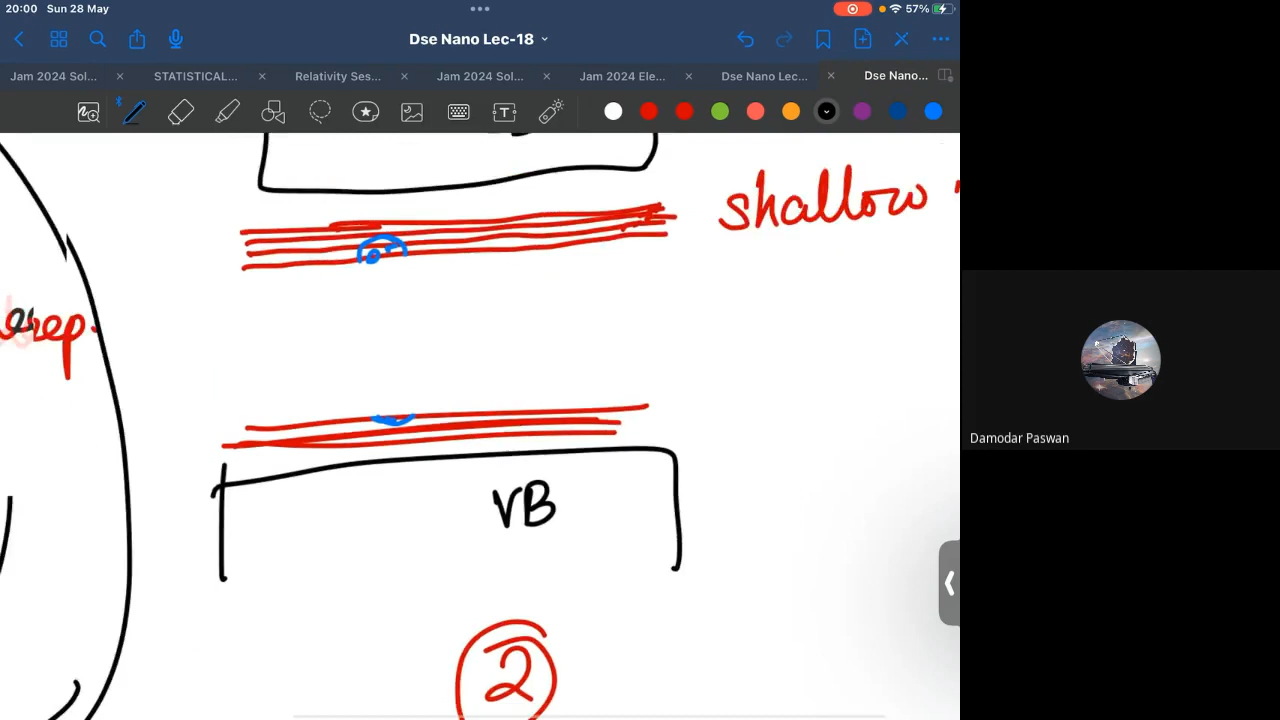 20:00 Sun 28 May
57%
Dse Nano Lec-18
Jam 2024 Sol...
STATISTICAL...
Relativity Ses...
Jam 2024 Sol...
Jam 2024 Ele...
Dse Nano Lec...
Dse Nano...
T
shallow
VB
2
Damodar Paswan